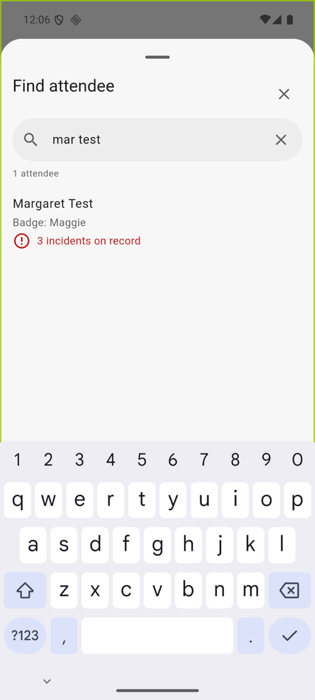 12:06
Find attendee
mar test
1 attendee
Margaret Test
Badge: Maggie
3 incidents on record
1 2 3 4 5 6 7 8 9 0
q w e r t y u i o p
a s d f g h j k l
z x c v b n m
?123 , .